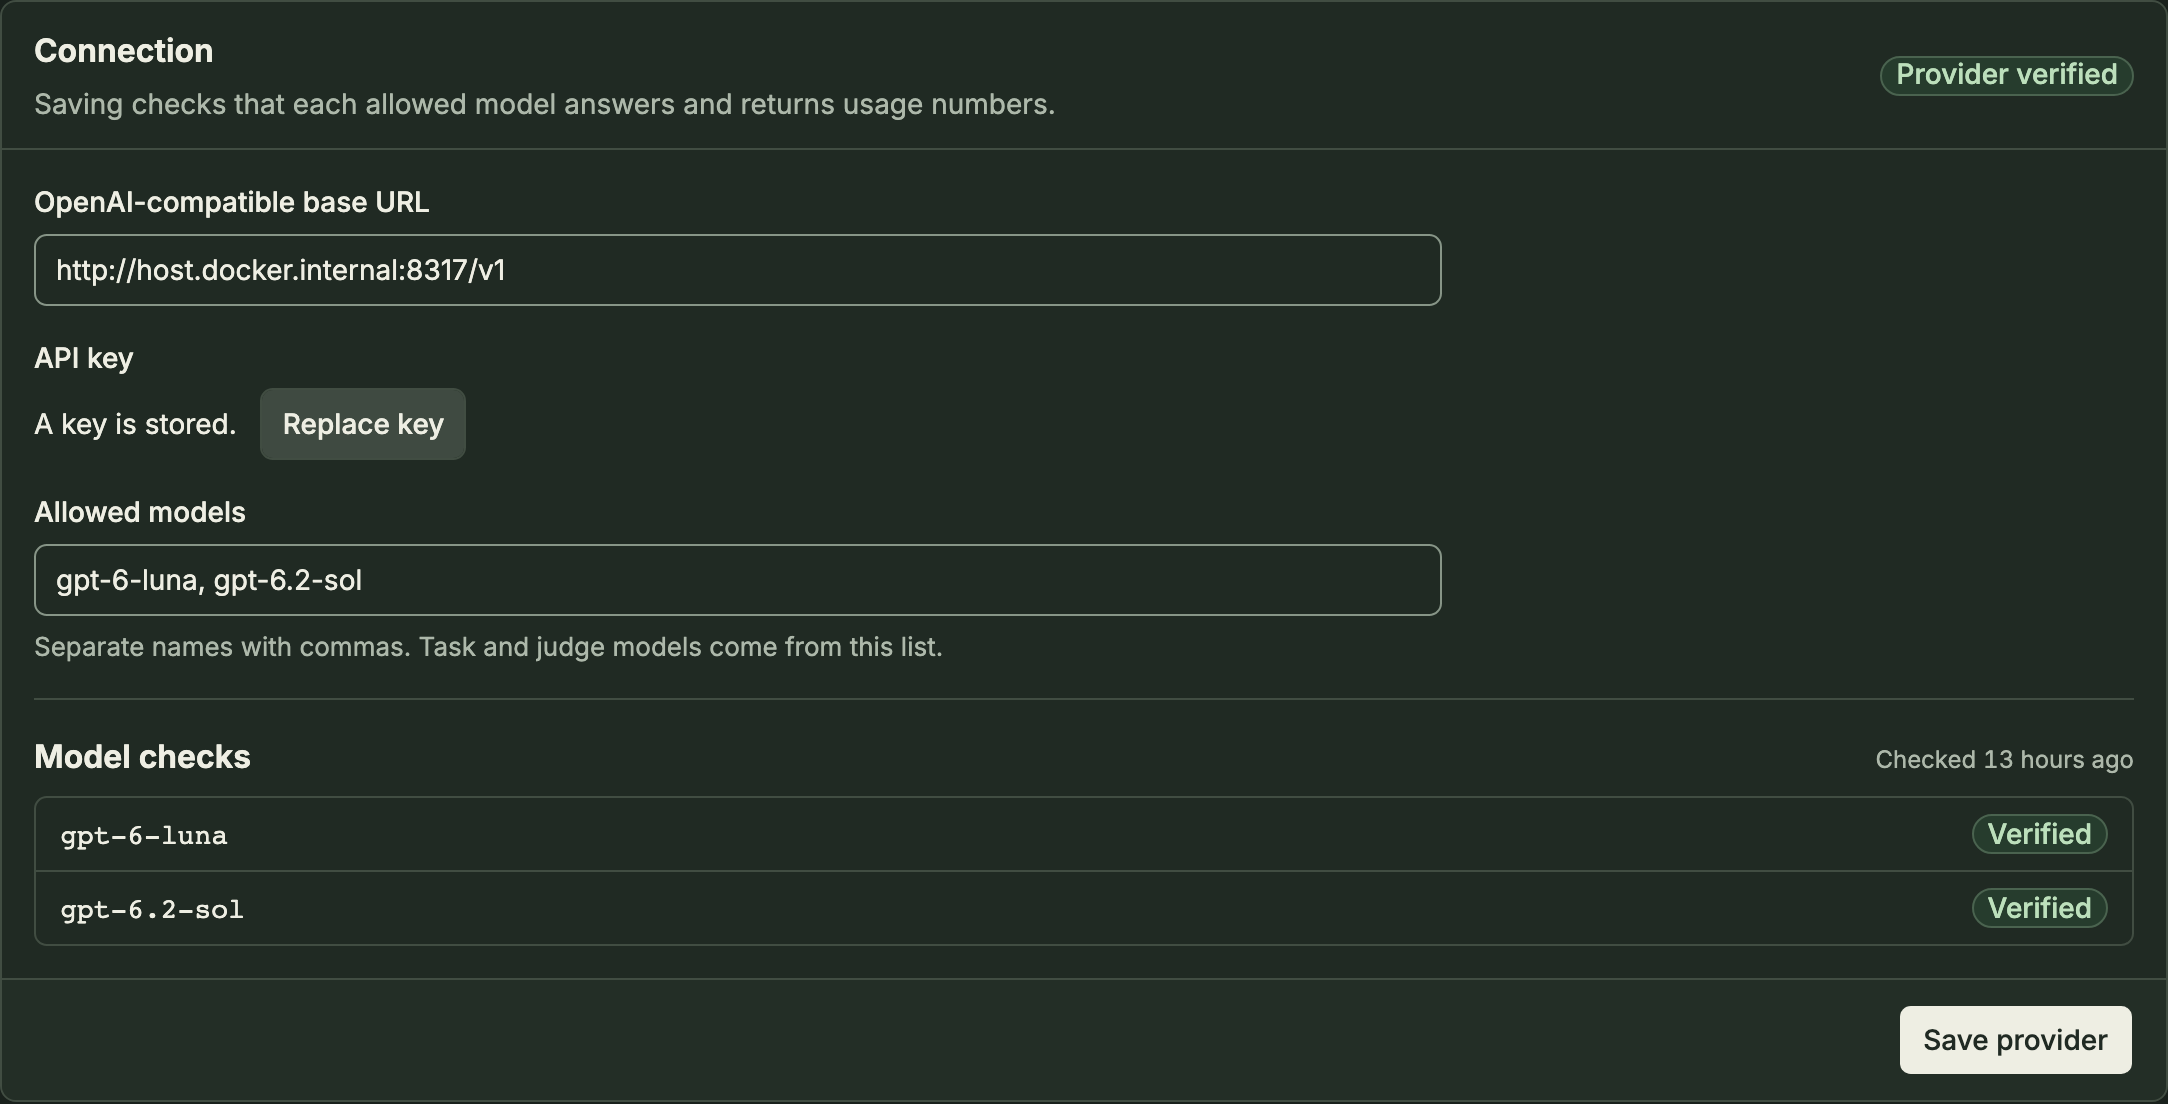 Connection
Provider verified
Saving checks that each allowed model answers and returns usage numbers.
OpenAI-compatible base URL
http://host.docker.internal:8317/v1
API key
A key is stored.
Replace key
Allowed models
gpt-6-luna, gpt-6.2-sol
Separate names with commas. Task and judge models come from this list.
Model checks
Checked 13 hours ago
gpt-6-luna
Verified
gpt-6.2-sol
Verified
Save provider